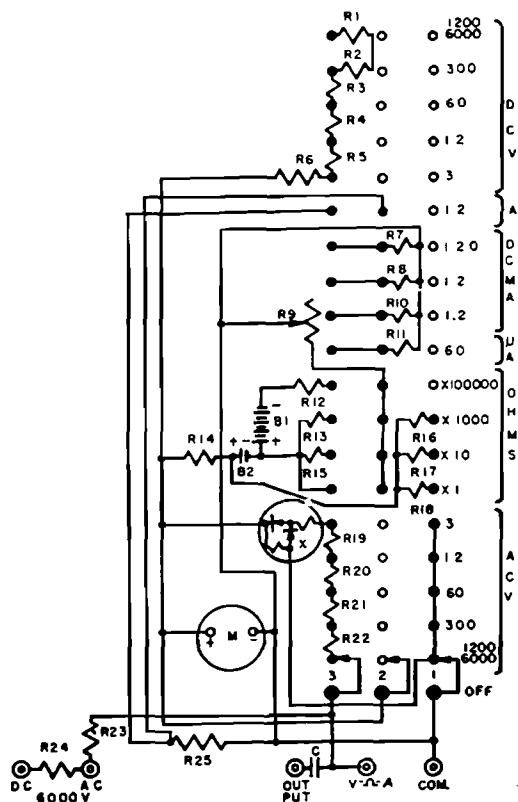 R1
1200
6000
R2
300
R3
60
D C V
R4
12
R6
R5
3
12
A
R7
120
D C M A
R8
12
R9
R10
1.2
R11
60
μ A
R12
X100000
O H M S
B1
R13
X 1000
R14
R16
B2
X 10
R15
R17
X 1
R18
X
R19
3
A C V
R20
12
R21
60
M
R22
300
1200
6000
3
2
1
OFF
R23
R24
R25
C
DC
AC
6000V
OUT
PUT
V-Ω-A
COM.